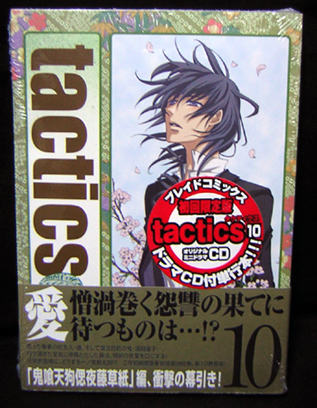 tactics
ブレイドコミックス
初回限定版
tactics 10
オリジナル
ミニドラマCD
ドラマCD付単行本!!!
愛憎渦巻く怨讐の果てに
待つものは…!?
10
「鬼喰天狗偲夜藤草紙」編、衝撃の幕引き!